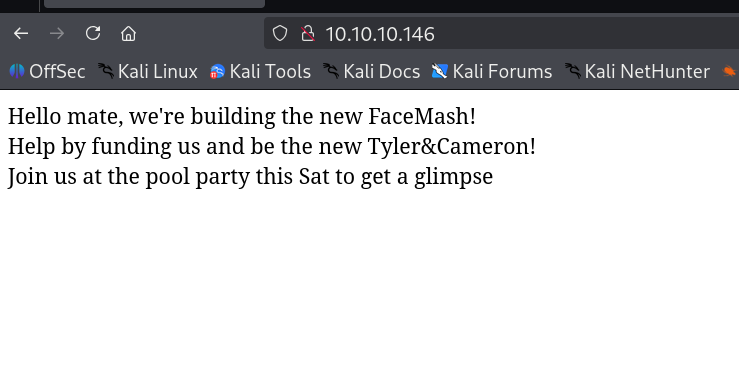 10.10.10.146
OffSec Kali Linux Kali Tools Kali Docs Kali Forums Kali NetHunter
Hello mate, we're building the new FaceMash!
Help by funding us and be the new Tyler&Cameron!
Join us at the pool party this Sat to get a glimpse